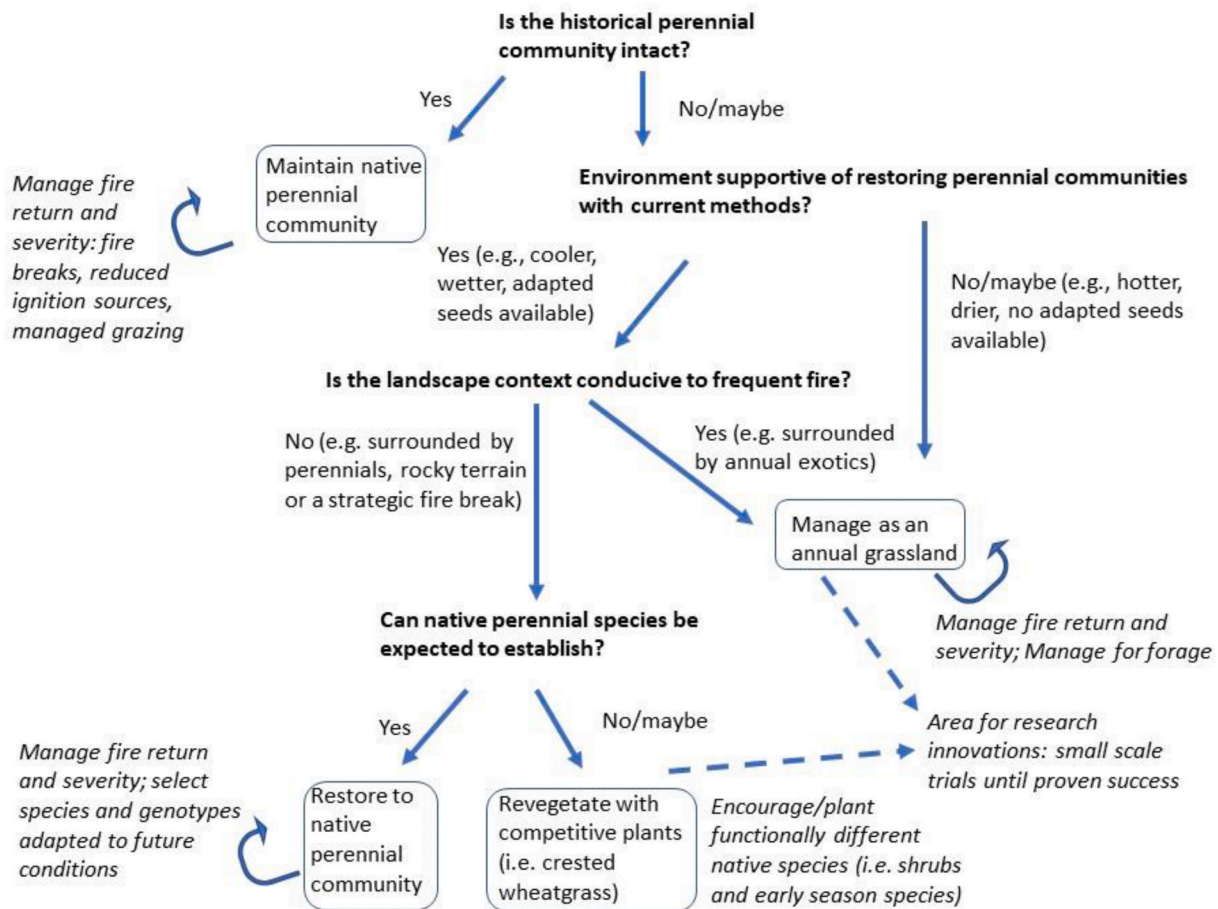 Is the historical perennial
community intact?
Yes
No/maybe
Maintain native
perennial
community
Manage fire
return and
severity: fire
breaks, reduced
ignition sources,
managed grazing
Environment supportive of restoring perennial communities
with current methods?
Yes (e.g., cooler,
wetter, adapted
seeds available)
No/maybe (e.g., hotter,
drier, no adapted seeds
available)
Is the landscape context conducive to frequent fire?
No (e.g. surrounded by
perennials, rocky terrain
or a strategic fire break)
Yes (e.g. surrounded
by annual exotics)
Manage as an
annual grassland
Manage fire return and
severity; Manage for forage
Can native perennial species be
expected to establish?
Yes
No/maybe
Area for research
innovations: small scale
trials until proven success
Manage fire return
and severity; select
species and genotypes
adapted to future
conditions
Restore to
native
perennial
community
Revegetate with
competitive plants
(i.e. crested
wheatgrass)
Encourage/plant
functionally different
native species (i.e. shrubs
and early season species)